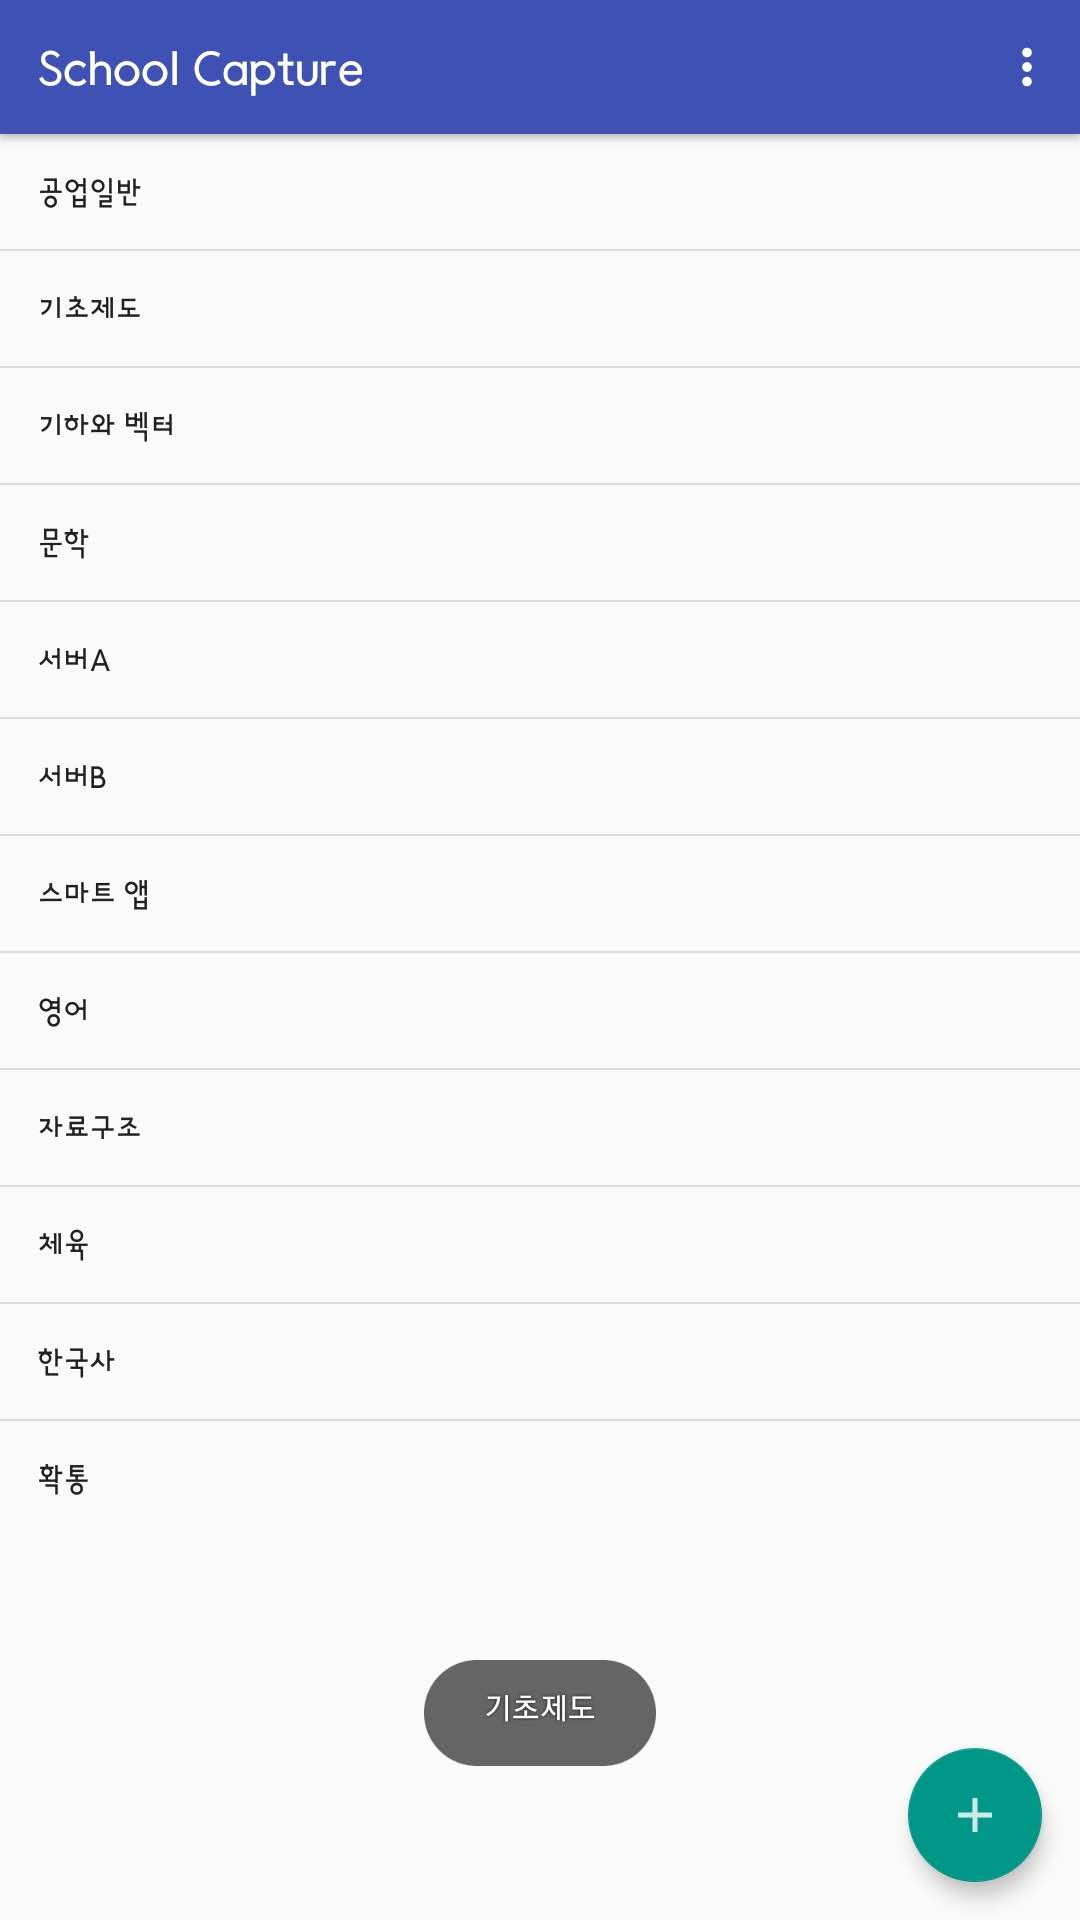 School Capture
공업일반
기초제도
기하와 벡터
문학
서버A
서버B
스마트 앱
영어
자료구조
체육
한국사
확통
기초제도